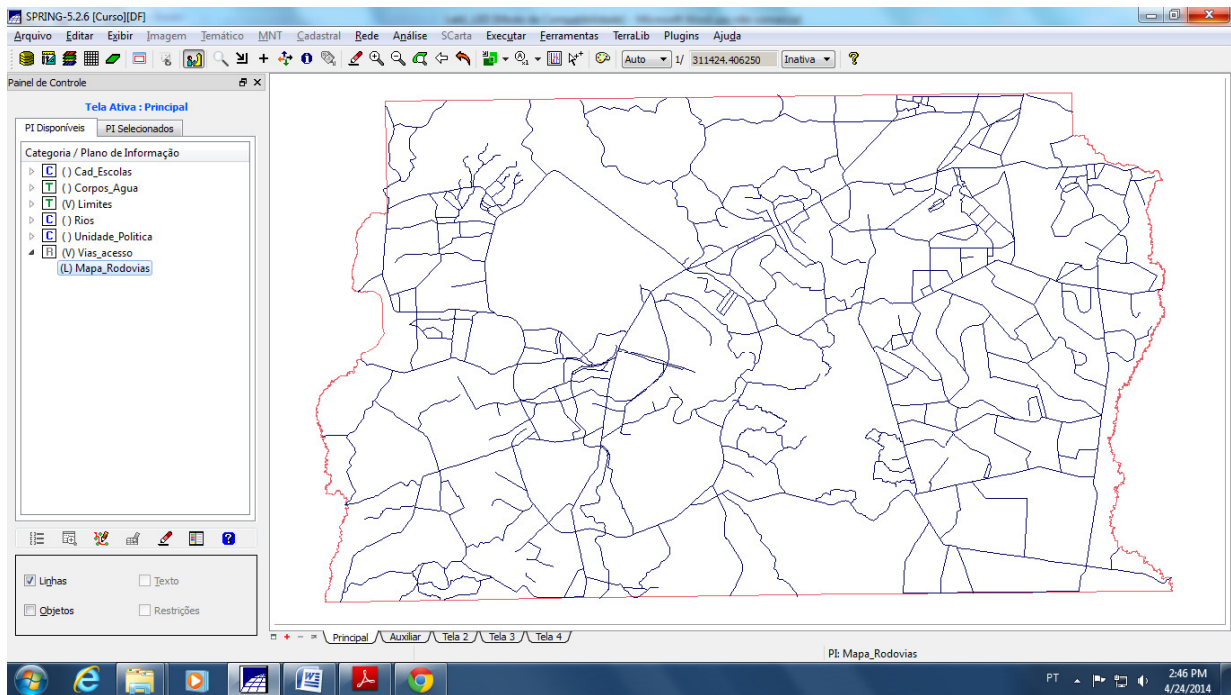 SPRING-5.2.6 [Curso][DF]
Arquivo Editar Exibir Imagem Temático MNT Cadastral Rede Análise SCarta Executar Ferramentas TerraLib Plugins Ajuda
Auto 1/ 311424.406250 Inativa
Painel de Controle
Tela Ativa : Principal
PI Disponíveis PI Selecionados
Categoria / Plano de Informação
C () Cad_Escolas
T () Corpos_Agua
T (V) Limites
C () Rios
C () Unidade_Politica
R (V) Vias_acesso
(L) Mapa_Rodovias
Linhas Texto
Objetos Restrições
Principal Auxiliar Tela 2 Tela 3 Tela 4
PI: Mapa_Rodovias
PT 2:46 PM
4/24/2014